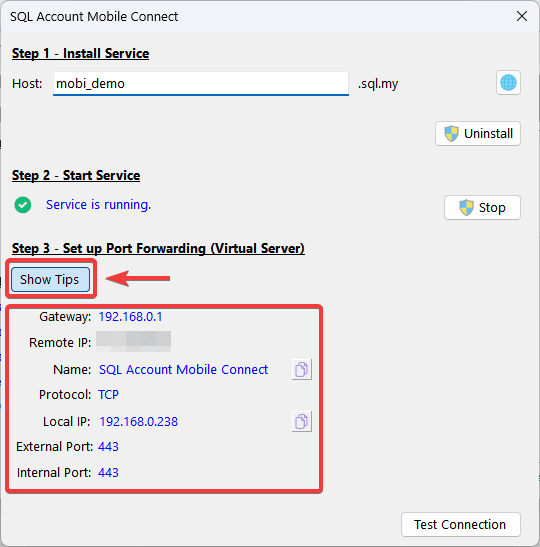 SQL Account Mobile Connect
Step 1 - Install Service
Host: mobi_demo .sql.my
Uninstall
Step 2 - Start Service
Service is running.
Stop
Step 3 - Set up Port Forwarding (Virtual Server)
Show Tips
Gateway: 192.168.0.1
Remote IP:
Name: SQL Account Mobile Connect
Protocol: TCP
Local IP: 192.168.0.238
External Port: 443
Internal Port: 443
Test Connection